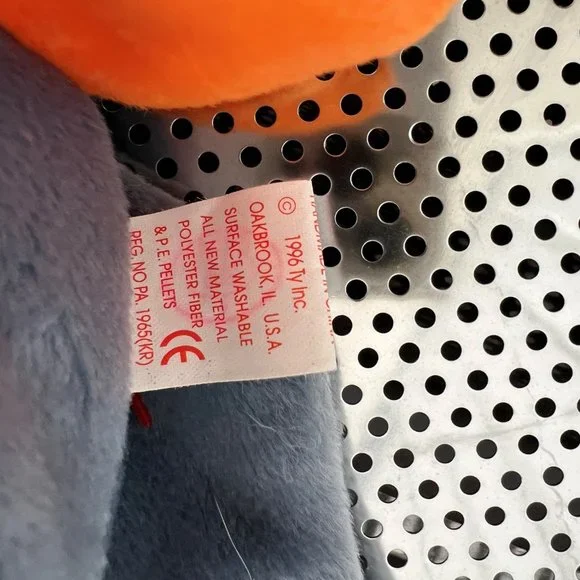 © 1996 Ty Inc.
OAKBROOK, IL. U.S.A.
SURFACE WASHABLE
ALL NEW MATERIAL
POLYESTER FIBER
& P.E. PELLETS CE
REG. NO PA. 1965(KR)